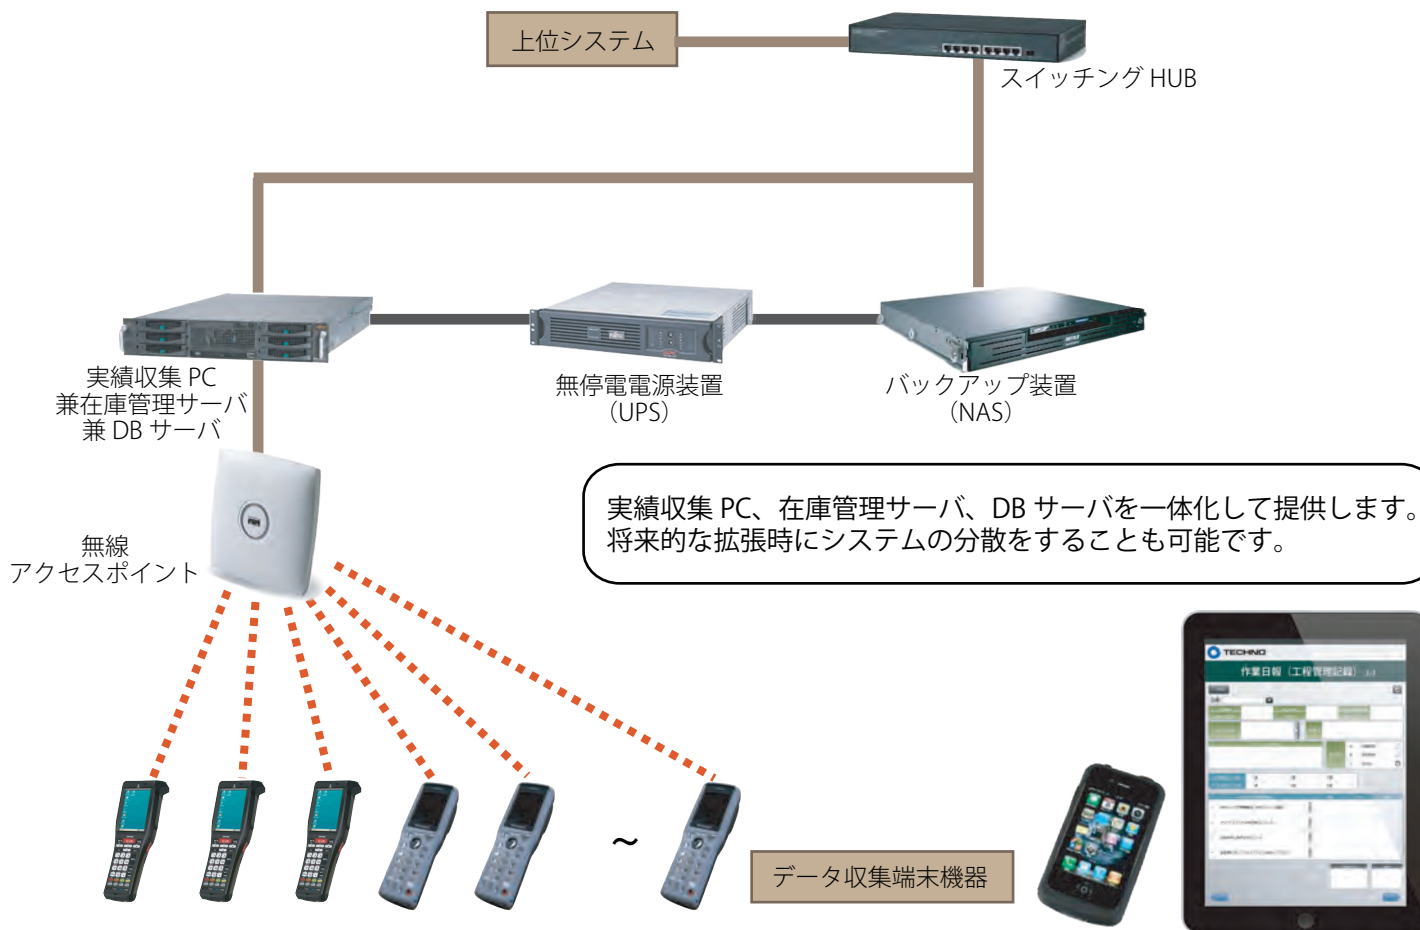 上位システム
スイッチング HUB
実績収集 PC
兼在庫管理サーバ
兼 DB サーバ
無停電電源装置
（UPS）
バックアップ装置
（NAS）
実績収集 PC、在庫管理サーバ、DB サーバを一体化して提供します。
将来的な拡張時にシステムの分散をすることも可能です。
無線
アクセスポイント
～
データ収集端末機器
TECHNO
作業日報（工程管理記録）